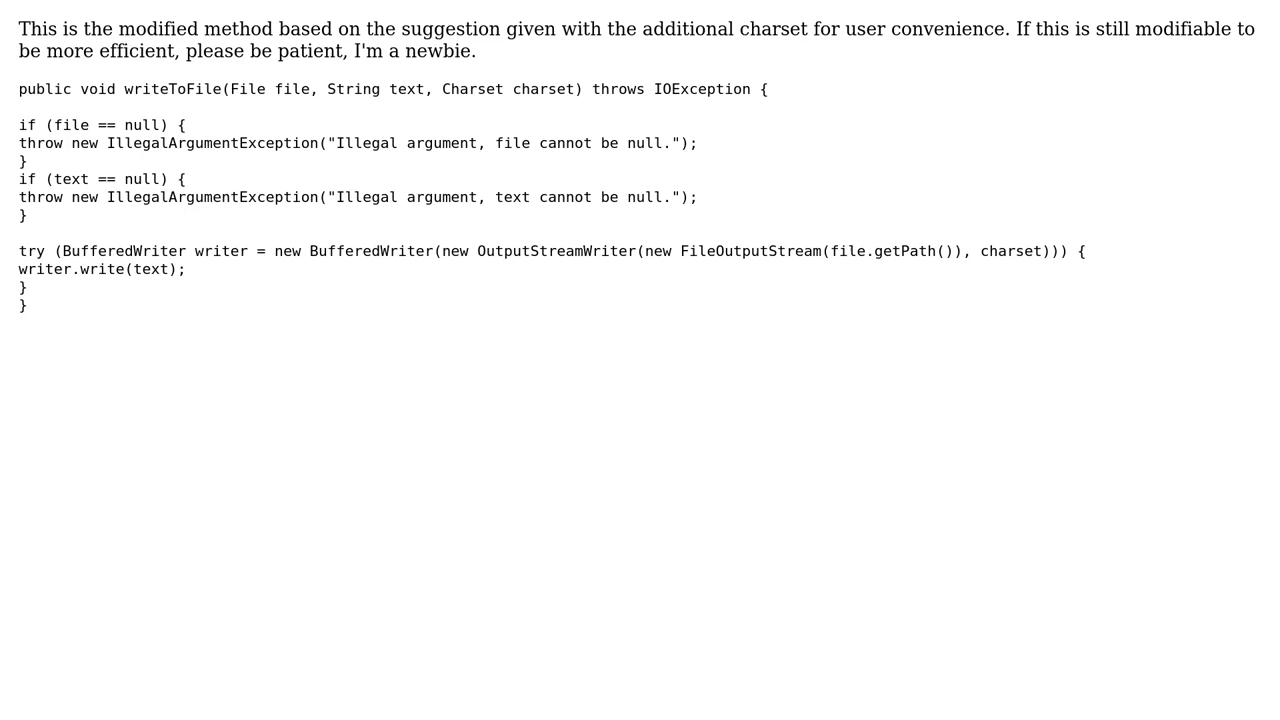 This is the modified method based on the suggestion given with the additional charset for user convenience. If this is still modifiable to
be more efficient, please be patient, I'm a newbie.
public void writeToFile(File file, String text, Charset charset) throws IOException {
if (file == null) {
throw new IllegalArgumentException("Illegal argument, file cannot be null.");
}
if (text == null) {
throw new IllegalArgumentException("Illegal argument, text cannot be null.");
}
try (BufferedWriter writer = new BufferedWriter(new OutputStreamWriter(new FileOutputStream(file.getPath()), charset))) {
writer.write(text);
}
}